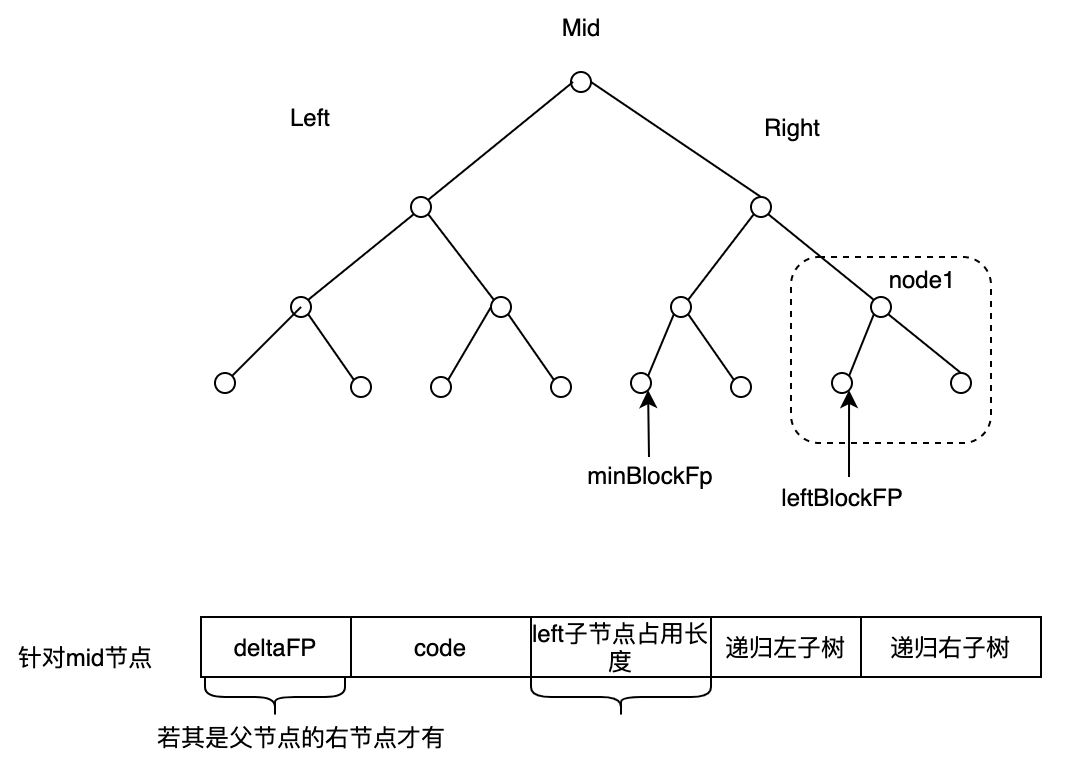 Mid
Left
Right
node1
minBlockFp
leftBlockFP
针对mid节点
deltaFP
code
left子节点占用长
度
递归左子树
递归右子树
若其是父节点的右节点才有